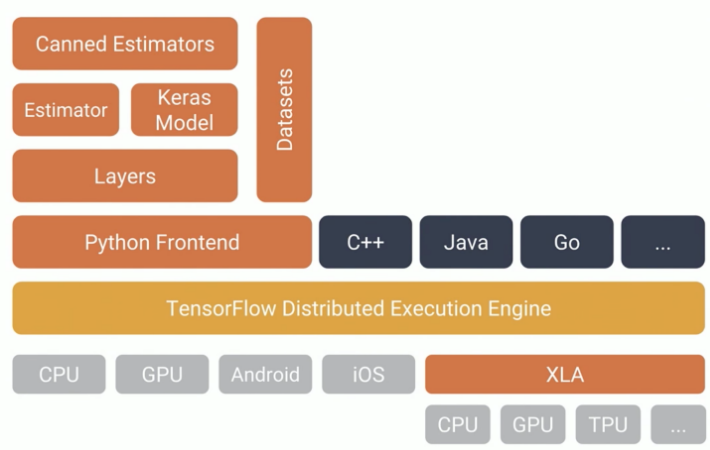 Canned Estimators
Datasets
Estimator
Keras
Model
Layers
Python Frontend
C++
Java
Go
...
TensorFlow Distributed Execution Engine
CPU
GPU
Android
iOS
XLA
CPU
GPU
TPU
...